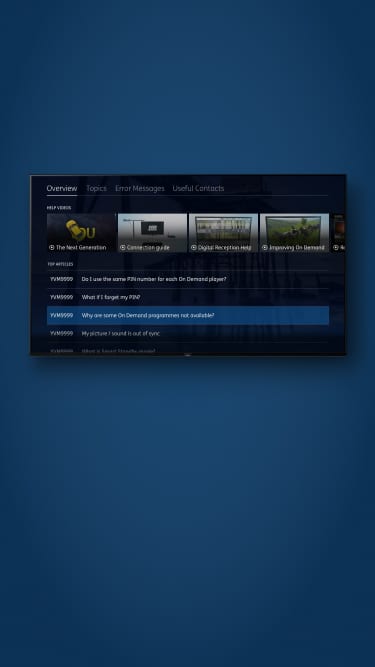 Overview Topics Error Messages Useful Contacts
HELP VIDEOS
YOU
The Next Generation Connection guide Digital Reception Help Improving On Demand
TOP ARTICLES
YVM9999 Do I use the same PIN number for each On Demand player?
YVM9999 What if I forget my PIN?
YVM9999 Why are some On Demand programmes not available?
YVM9999 My picture / sound is out of sync
YVM9999 What is Smart Standby mode?